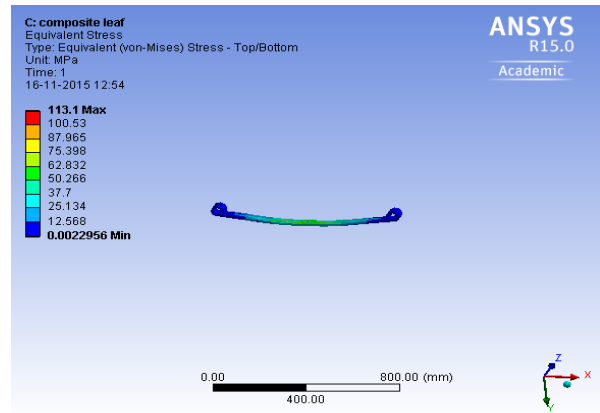 C: composite leaf
Equivalent Stress
Type: Equivalent (von-Mises) Stress - Top/Bottom
Unit: MPa
Time: 1
16-11-2015 12:54
ANSYS
R15.0
Academic
113.1 Max
100.53
87.965
75.398
62.832
50.266
37.7
25.134
12.568
0.0022956 Min
0.00 800.00 (mm)
400.00
Z
X
Y